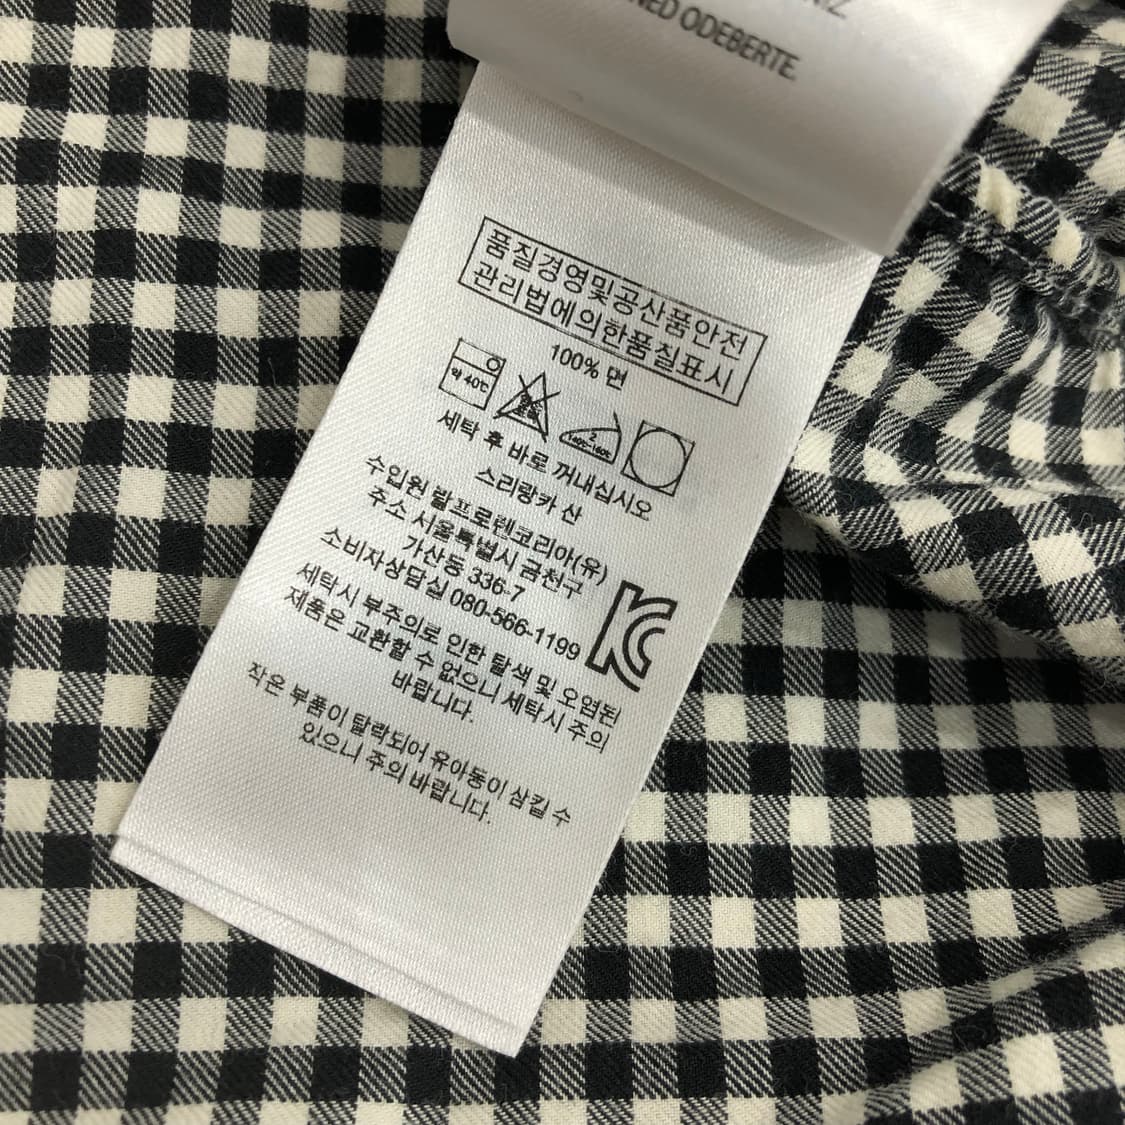 NED ODEBERTE.
품질경영및공산품안전
관리법에의한품질표시
100% 면
약 40℃
2
140℃~160℃
세탁 후 바로 꺼내십시오
스리랑카 산
수입원 랄프로렌코리아(유)
주소 서울특별시 금천구
가산동 336-7
소비자상담실 080-566-1199
세탁시 부주의로 인한 탈색 및 오염된
제품은 교환할 수 없으니 세탁시 주의
바랍니다.
작은 부품이 탈락되어 유아동이 삼킬 수
있으니 주의 바랍니다.